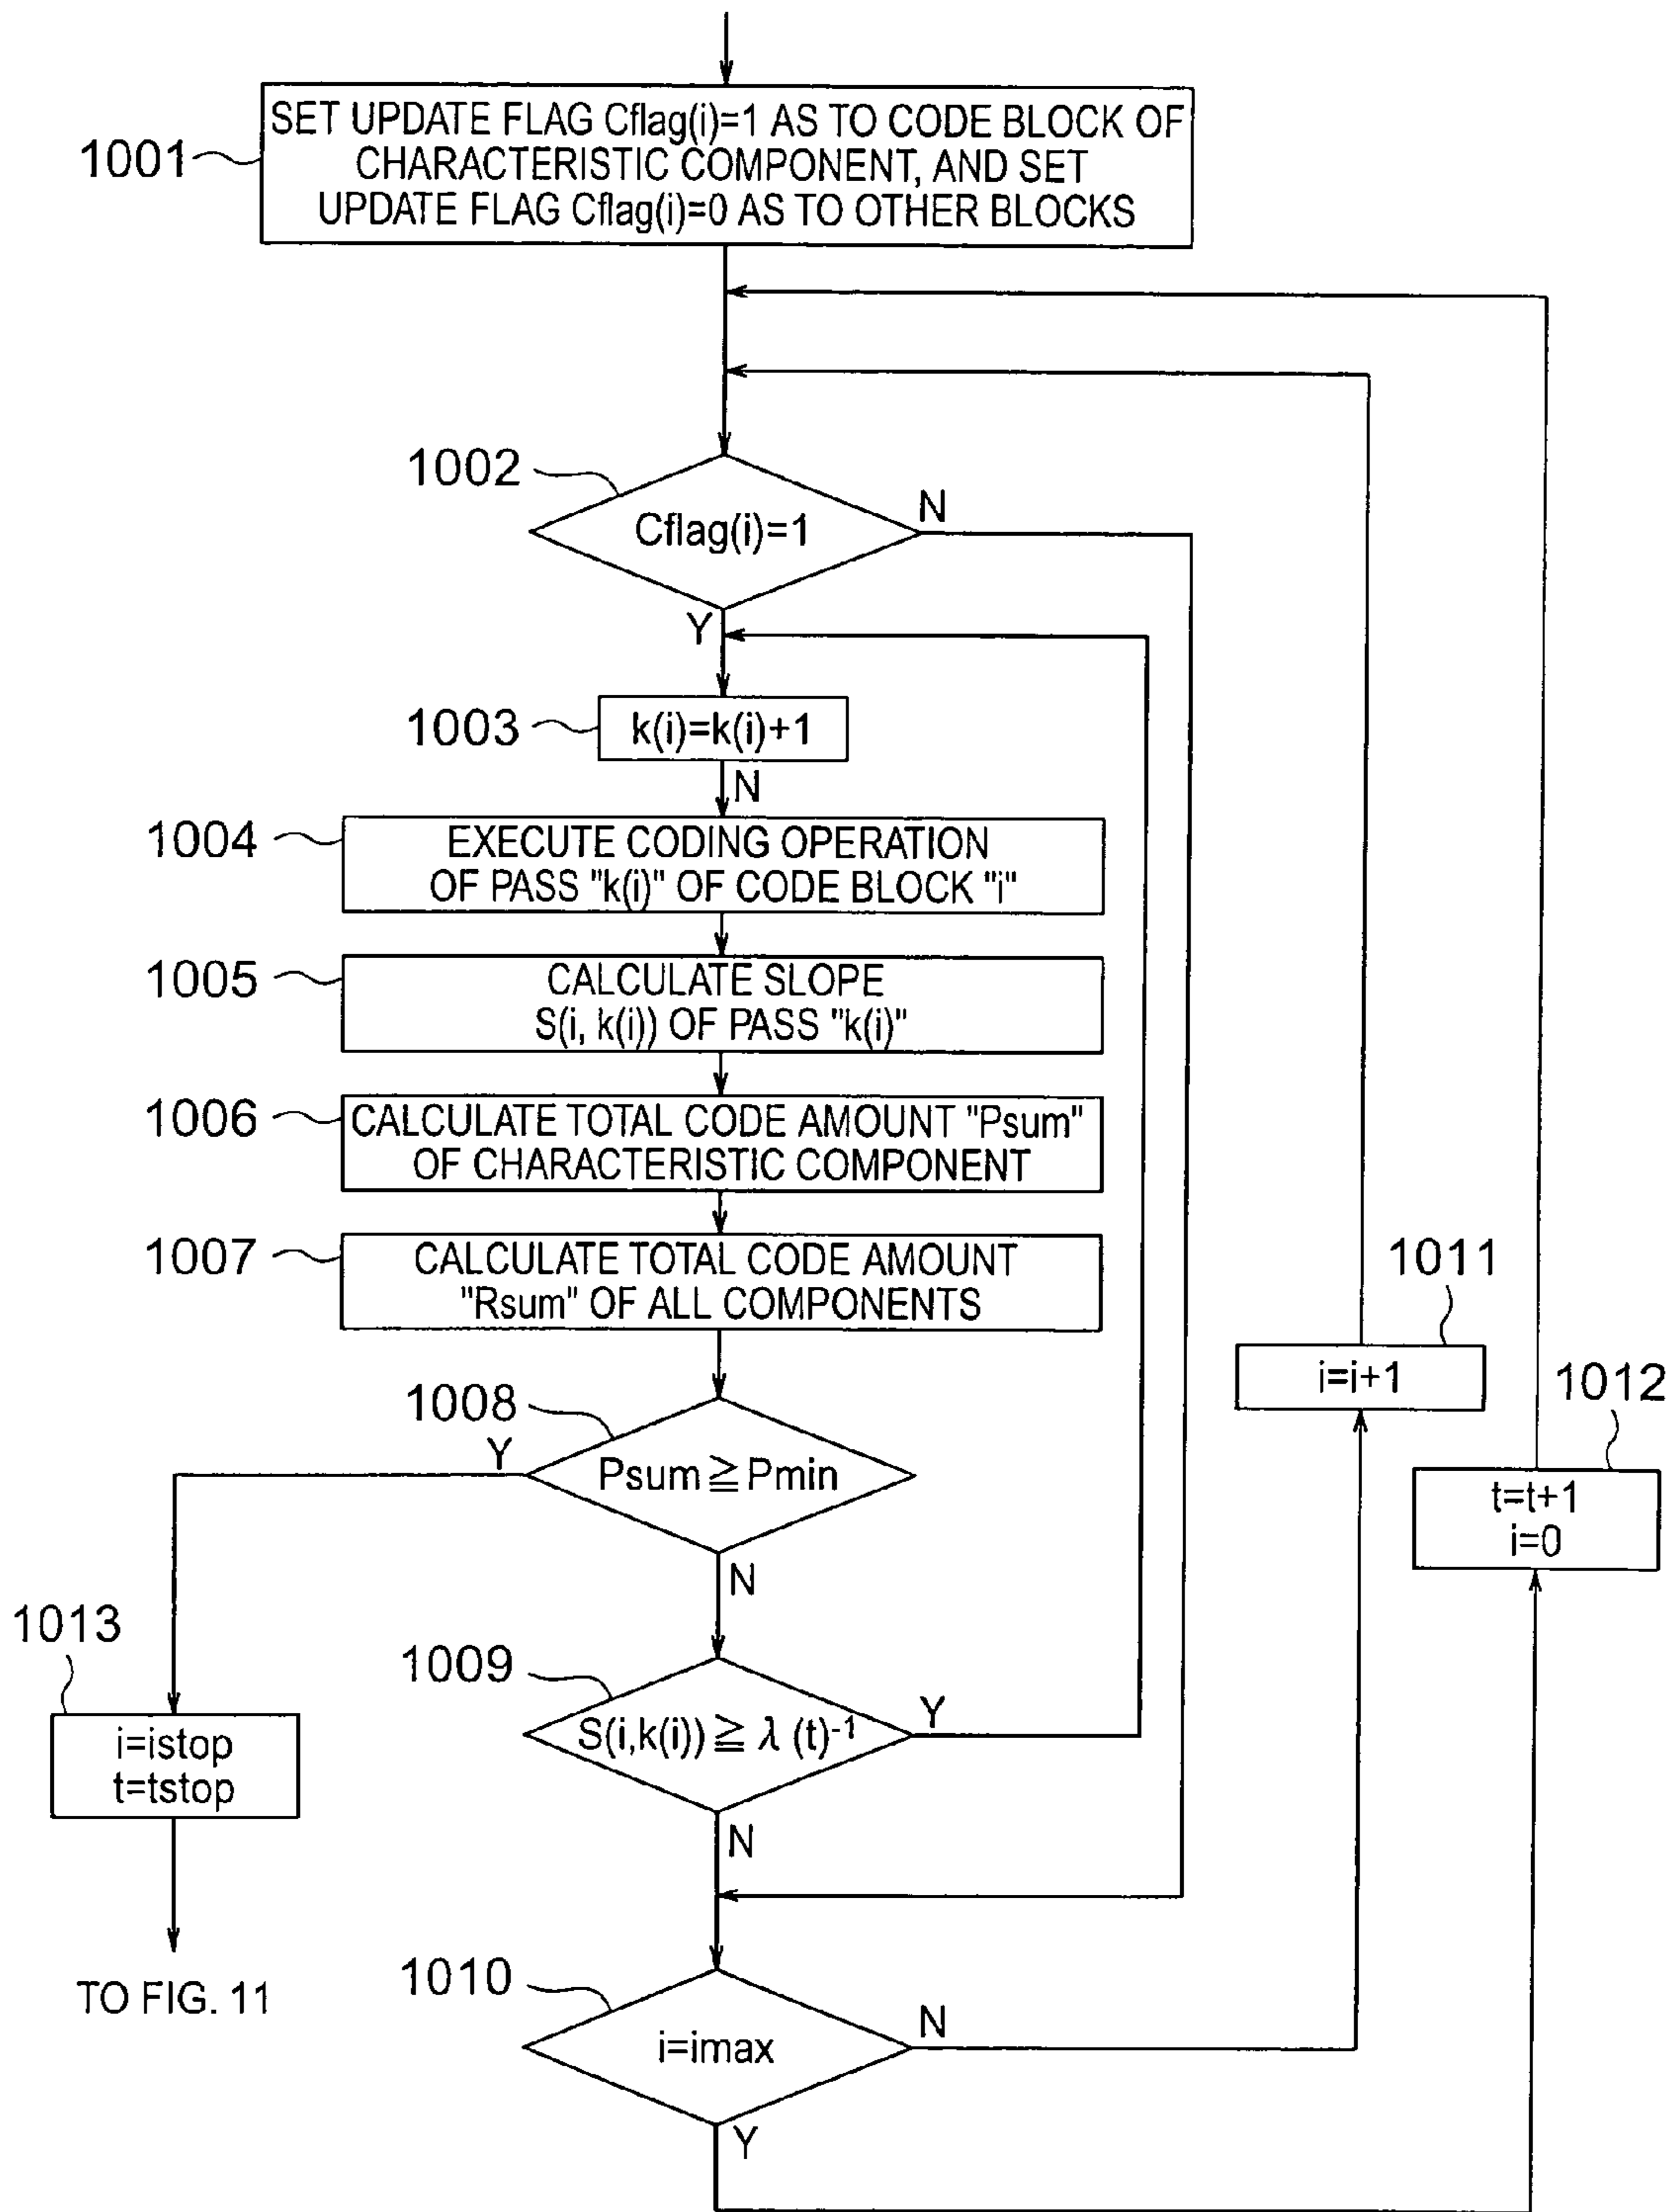 SET UPDATE FLAG Cflag(i)=1 AS TO CODE BLOCK OF
CHARACTERISTIC COMPONENT, AND SET
UPDATE FLAG Cflag(i)=0 AS TO OTHER BLOCKS
1001
1002
Cflag(i)=1
N
Y
1003
k(i)=k(i)+1
N
1004
EXECUTE CODING OPERATION
OF PASS "k(i)" OF CODE BLOCK "i"
1005
CALCULATE SLOPE
S(i, k(i)) OF PASS "k(i)"
1006
CALCULATE TOTAL CODE AMOUNT "Psum"
OF CHARACTERISTIC COMPONENT
1007
CALCULATE TOTAL CODE AMOUNT
"Rsum" OF ALL COMPONENTS
1011
i=i+1
1008
Y
Psum≧Pmin
N
1012
t=t+1
i=0
1013
i=istop
t=tstop
TO FIG. 11
1009
S(i,k(i)) ≧ λ (t)⁻¹
Y
N
1010
i=imax
N
Y